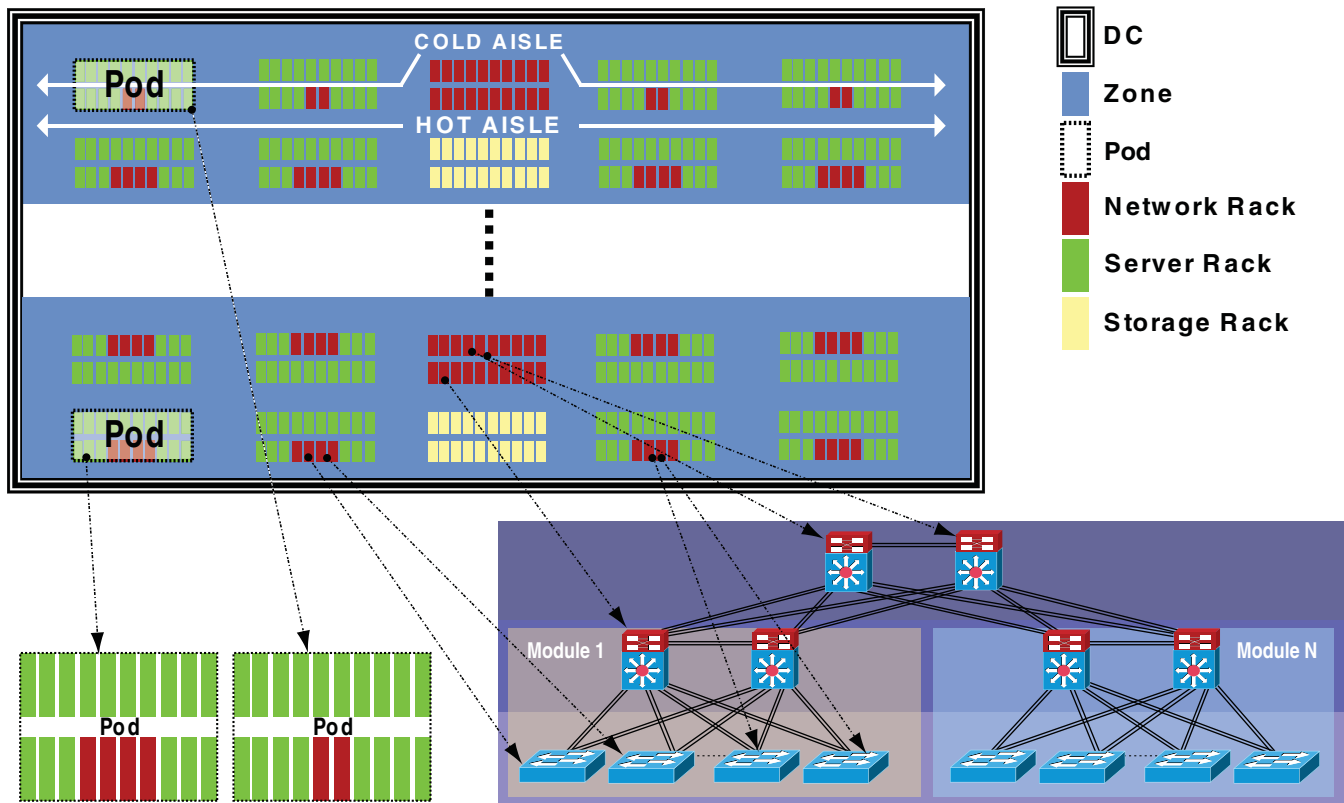 COLD AISLE
Pod
HOT AISLE
Pod
DC
Zone
Pod
Network Rack
Server Rack
Storage Rack
Module 1
Module N
Pod
Pod